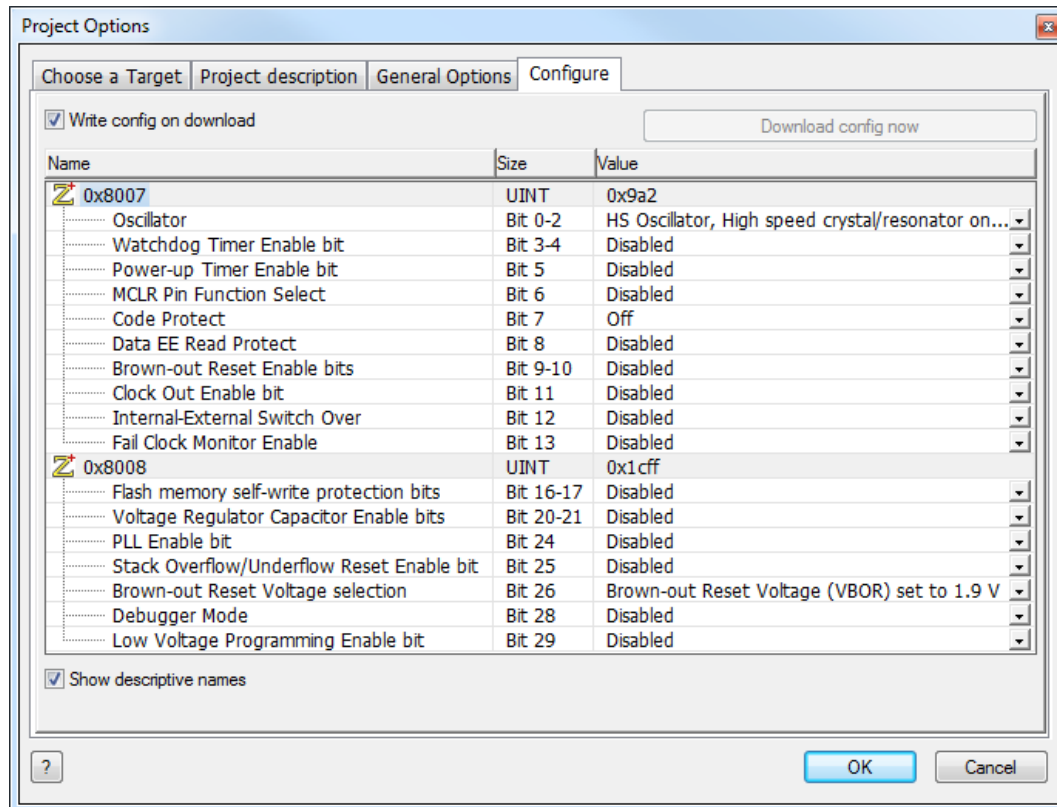 Project Options
Choose a Target Project description General Options Configure
Write config on download Download config now
Name Size Value
0x8007 UINT 0x9a2
Oscillator Bit 0-2 HS Oscillator, High speed crystal/resonator on...
Watchdog Timer Enable bit Bit 3-4 Disabled
Power-up Timer Enable bit Bit 5 Disabled
MCLR Pin Function Select Bit 6 Disabled
Code Protect Bit 7 Off
Data EE Read Protect Bit 8 Disabled
Brown-out Reset Enable bits Bit 9-10 Disabled
Clock Out Enable bit Bit 11 Disabled
Internal-External Switch Over Bit 12 Disabled
Fail Clock Monitor Enable Bit 13 Disabled
0x8008 UINT 0x1cff
Flash memory self-write protection bits Bit 16-17 Disabled
Voltage Regulator Capacitor Enable bits Bit 20-21 Disabled
PLL Enable bit Bit 24 Disabled
Stack Overflow/Underflow Reset Enable bit Bit 25 Disabled
Brown-out Reset Voltage selection Bit 26 Brown-out Reset Voltage (VBOR) set to 1.9 V
Debugger Mode Bit 28 Disabled
Low Voltage Programming Enable bit Bit 29 Disabled
Show descriptive names
? OK Cancel